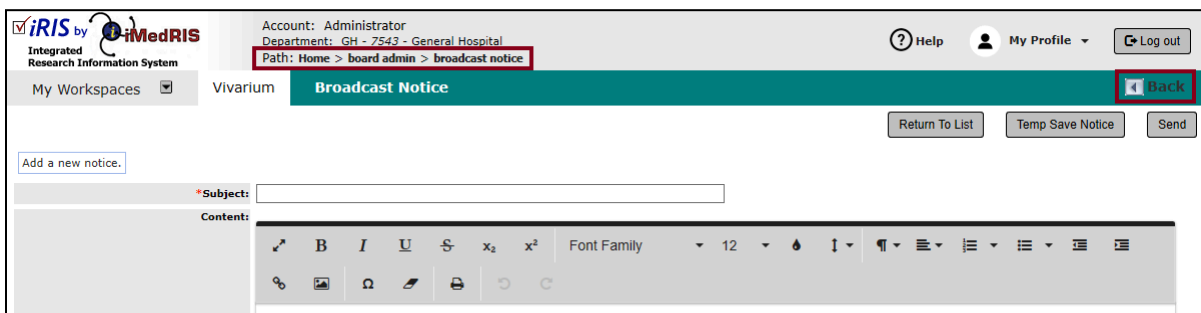 iRIS by iMedRIS
Integrated
Research Information System
Account: Administrator
Department: GH - 7543 - General Hospital
Path: Home > board admin > broadcast notice
? Help
My Profile
Log out
My Workspaces
Vivarium
Broadcast Notice
Back
Return To List
Temp Save Notice
Send
Add a new notice.
*Subject:
Content:
B I U S x₂ x² Font Family 12
Ω